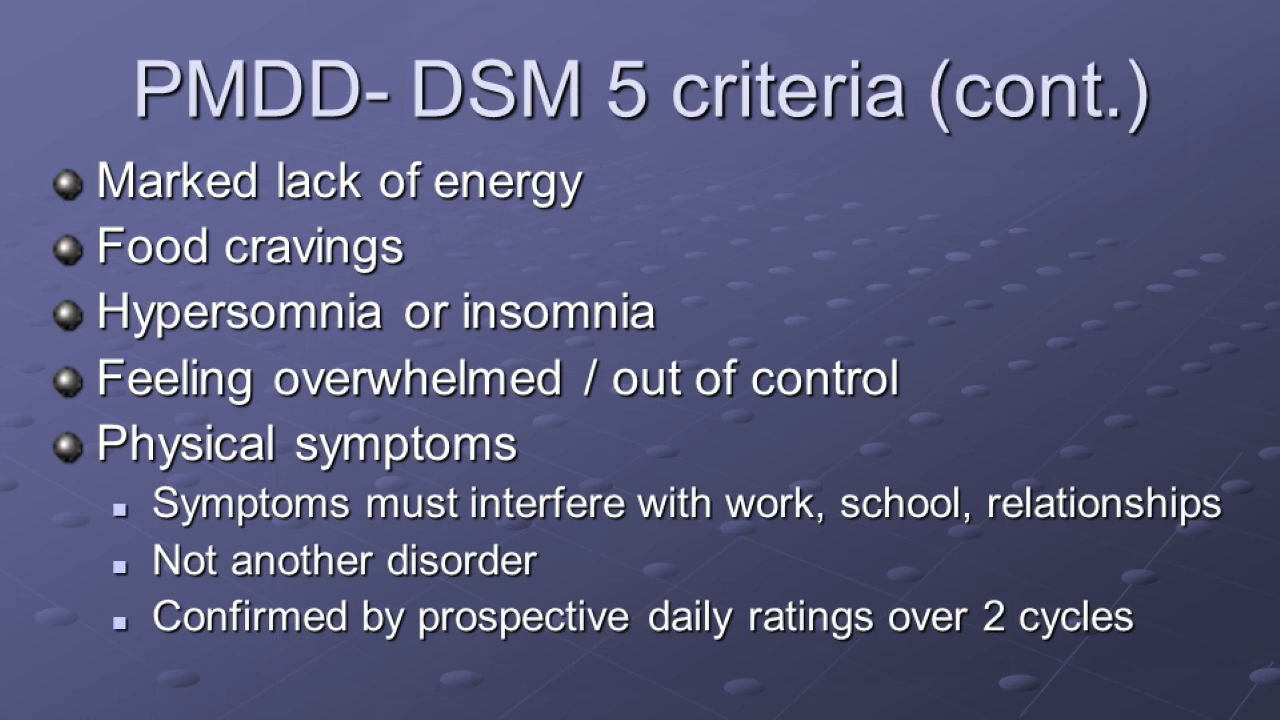 PMDD- DSM 5 criteria (cont.)
Marked lack of energy
Food cravings
Hypersomnia or insomnia
Feeling overwhelmed / out of control
Physical symptoms
Symptoms must interfere with work, school, relationships
Not another disorder
Confirmed by prospective daily ratings over 2 cycles